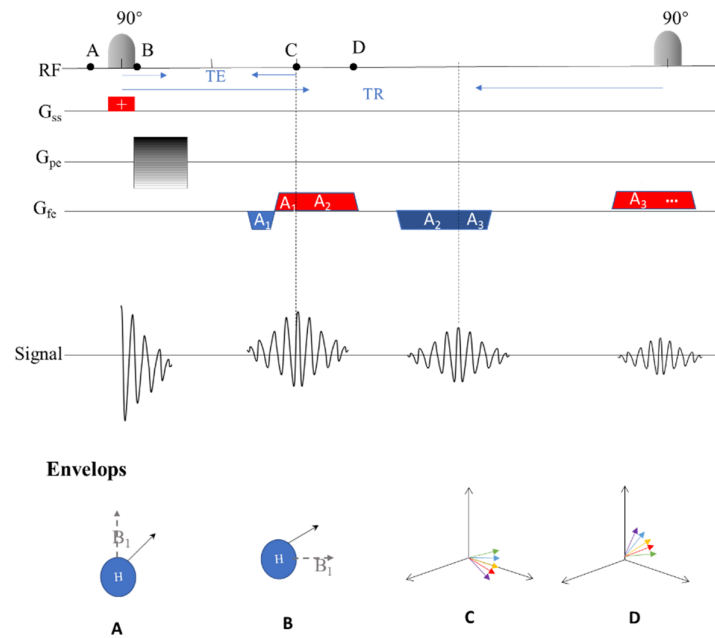 90° 90°
A B C D
RF
TE
TR
Gss
+
Gpe
Gfe
A1 A1 A2 A2 A3 A3 ...
Signal
Envelops
B1 H H B1
A B C D